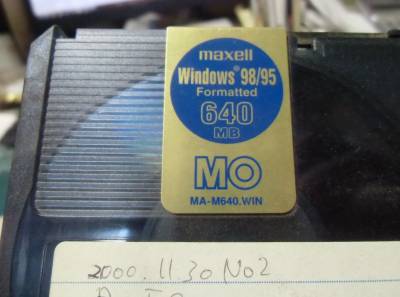 maxell
Windows® 98/95
Formatted
640
MB
MO
MA-M640.WIN
2000.11.30 No2